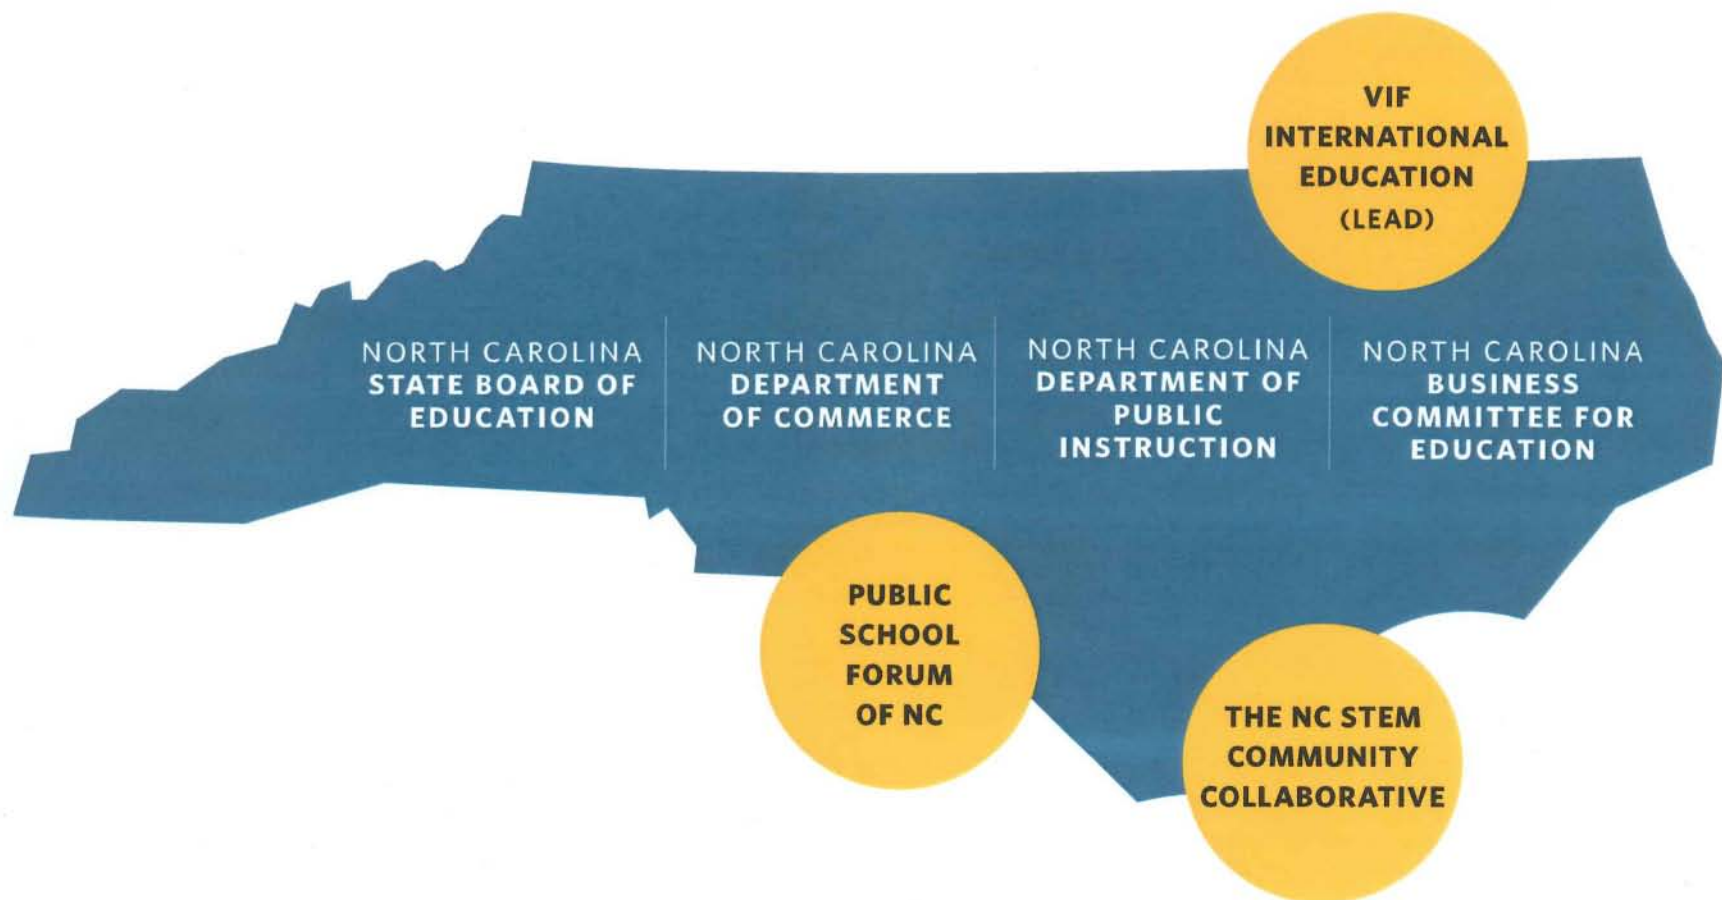 VIF
INTERNATIONAL
EDUCATION
(LEAD)
NORTH CAROLINA
STATE BOARD OF
EDUCATION
NORTH CAROLINA
DEPARTMENT
OF COMMERCE
NORTH CAROLINA
DEPARTMENT OF
PUBLIC
INSTRUCTION
NORTH CAROLINA
BUSINESS
COMMITTEE FOR
EDUCATION
PUBLIC
SCHOOL
FORUM
OF NC
THE NC STEM
COMMUNITY
COLLABORATIVE